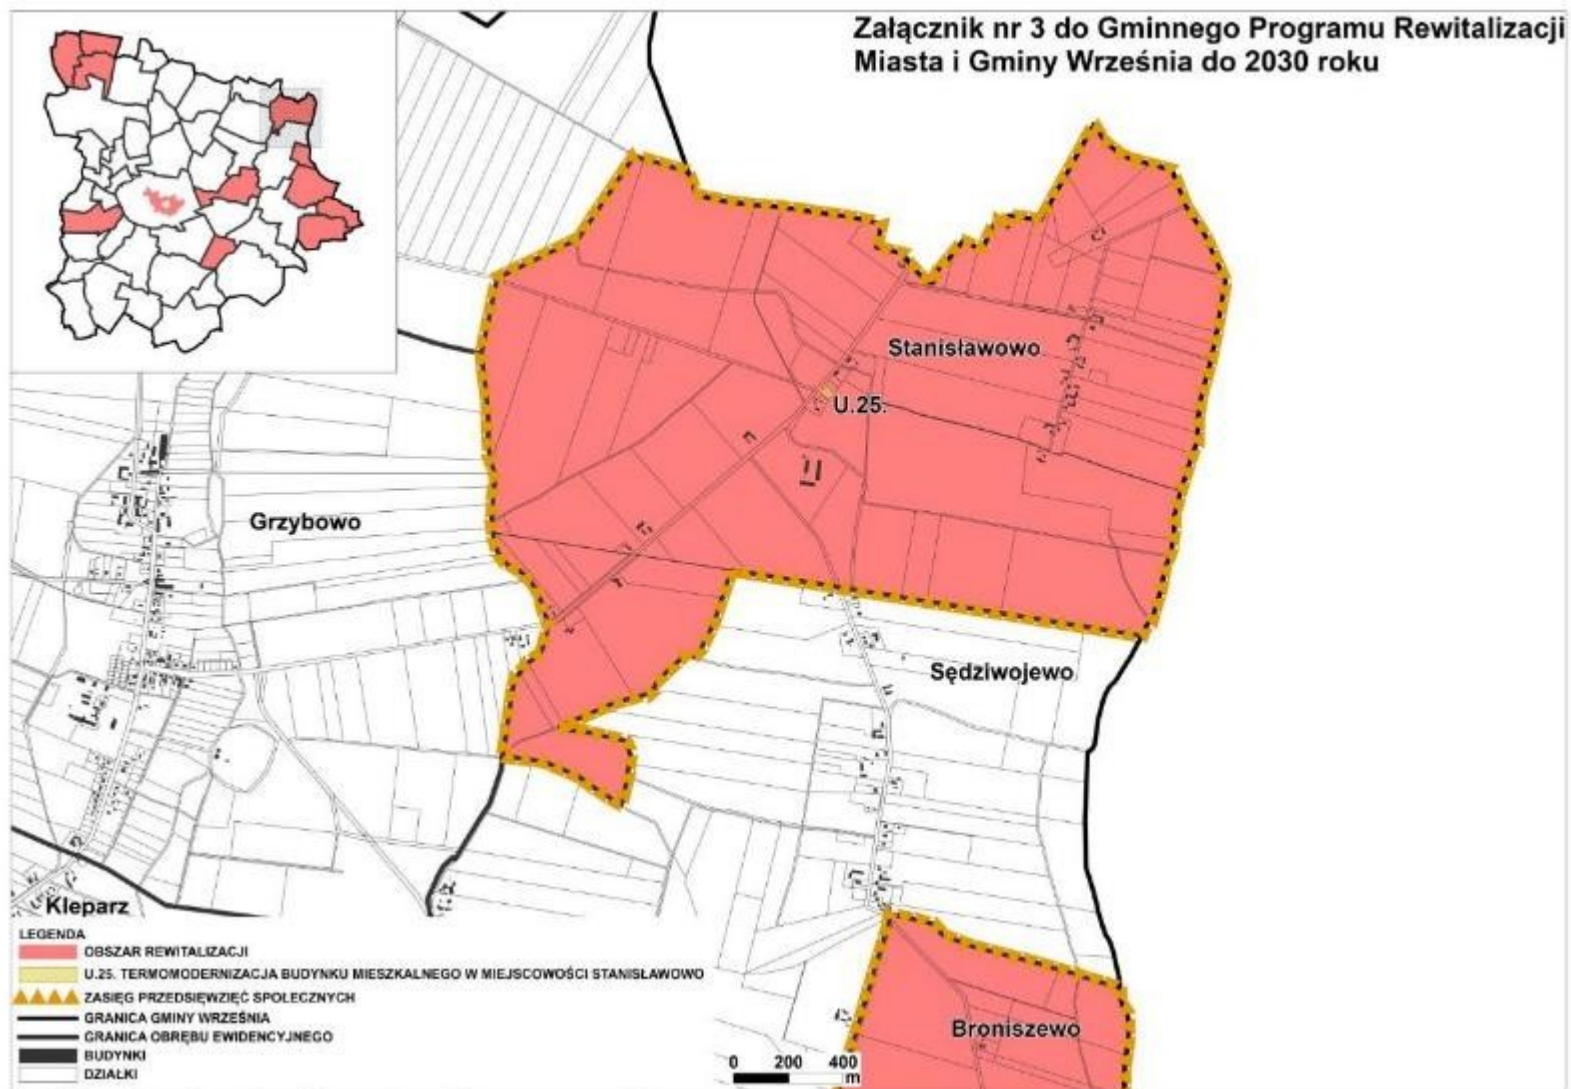 Załącznik nr 3 do Gminnego Programu Rewitalizacji
Miasta i Gminy Września do 2030 roku
Stanisławowo
U.25.
Grzybowo
Sędziwojewo
Kleparz
Broniszewo
LEGENDA
OBSZAR REWITALIZACJI
U.25. TERMOMODERNIZACJA BUDYNKU MIESZKALNEGO W MIEJSCOWOŚCI STANISŁAWOWO
ZASIĘG PRZEDSIĘWZIĘĆ SPOŁECZNYCH
GRANICA GMINY WRZEŚNIA
GRANICA OBRĘBU EWIDENCYJNEGO
BUDYNKI
DZIAŁKI
0 200 400
m